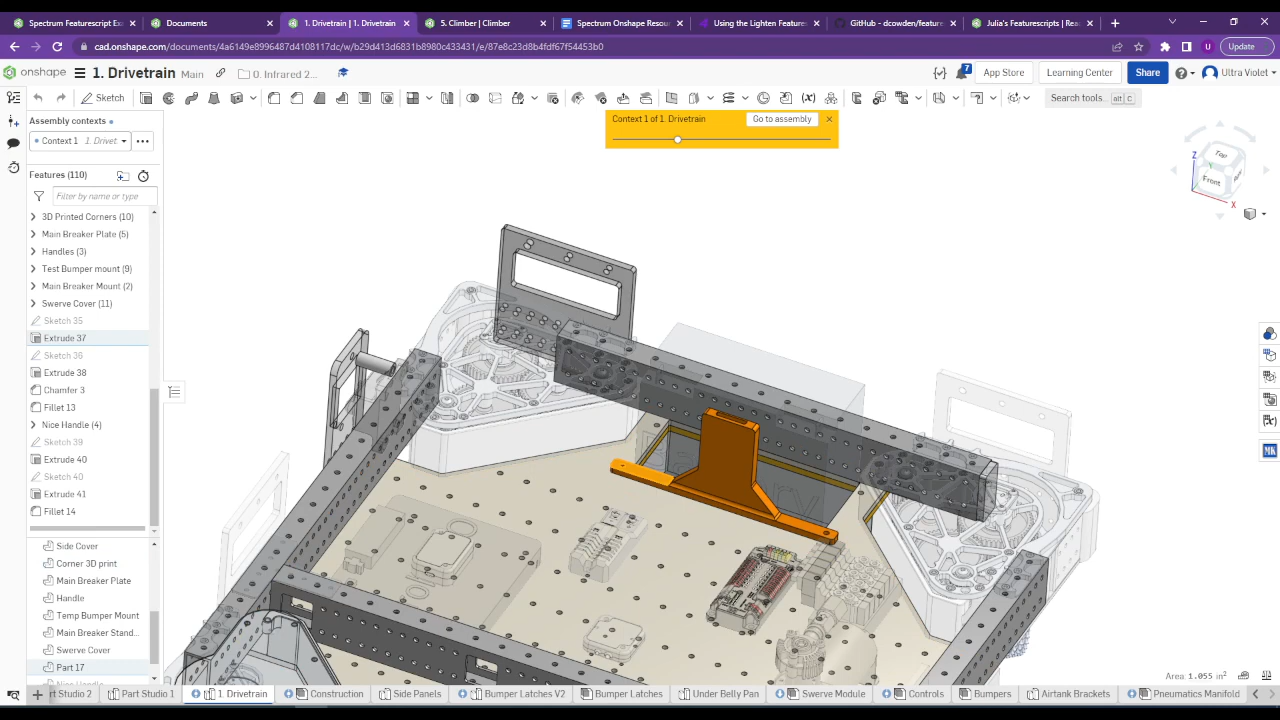 Spectrum Featurescript Ex
Documents
1. Drivetrain | 1. Drivetrain
5. Climber | Climber
Spectrum Onshape Resou
Using the Lighten Feature
GitHub - dcowden/feature
Julia's Featurescripts | Rea
cad.onshape.com/documents/4a6149e8996487d4108117dc/w/b29d413d6831b8980c433431/e/87e8c23d8b4fdf67f54453b0
U
Update
onshape
1. Drivetrain
Main
0. Infrared 2...
7
App Store
Learning Center
Share
Ultra Violet
Sketch
Search tools...
alt
C
Assembly contexts
Context 1
1. Drivet
Context 1 of 1. Drivetrain
Go to assembly
Features (110)
Filter by name or type
3D Printed Corners (10)
Main Breaker Plate (5)
Handles (3)
Test Bumper mount (9)
Main Breaker Mount (2)
Swerve Cover (11)
Sketch 35
Extrude 37
Sketch 36
Extrude 38
Chamfer 3
Fillet 13
Nice Handle (4)
Sketch 39
Extrude 40
Sketch 40
Extrude 41
Fillet 14
Side Cover
Corner 3D print
Main Breaker Plate
Handle
Temp Bumper Mount
Main Breaker Stand...
Swerve Cover
Part 17
Top
Front
Z
X
Area: 1.055 in²
t Studio 2
Part Studio 1
1. Drivetrain
Construction
Side Panels
Bumper Latches V2
Bumper Latches
Under Belly Pan
Swerve Module
Controls
Bumpers
Airtank Brackets
Pneumatics Manifold